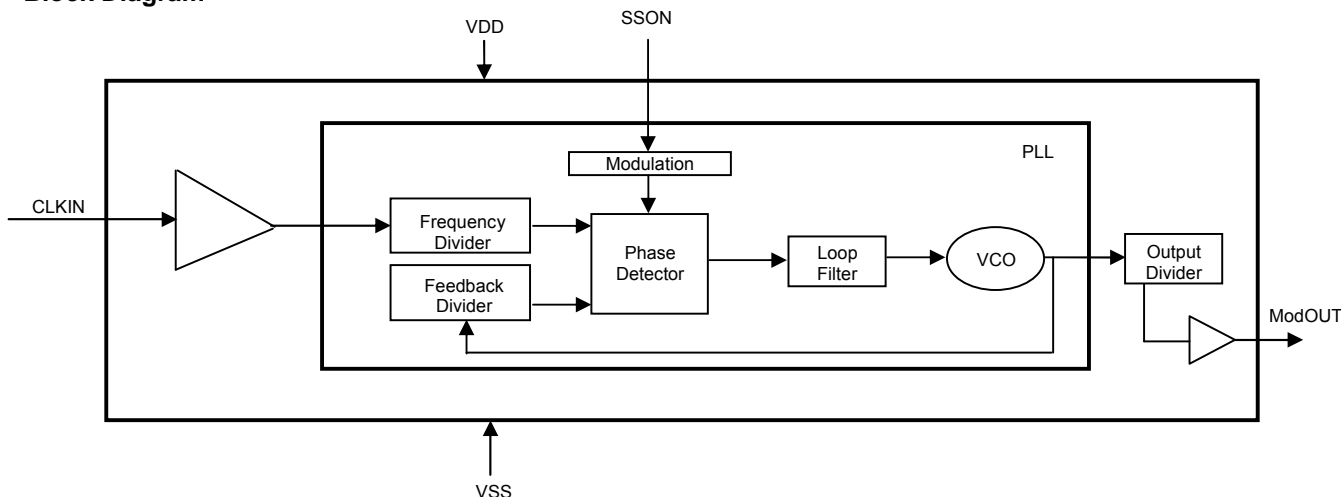 Block Diagram
VDD
SSON
PLL
Modulation
CLKIN
Frequency
Divider
Phase
Detector
Loop
Filter
VCO
Output
Divider
Feedback
Divider
ModOUT
VSS